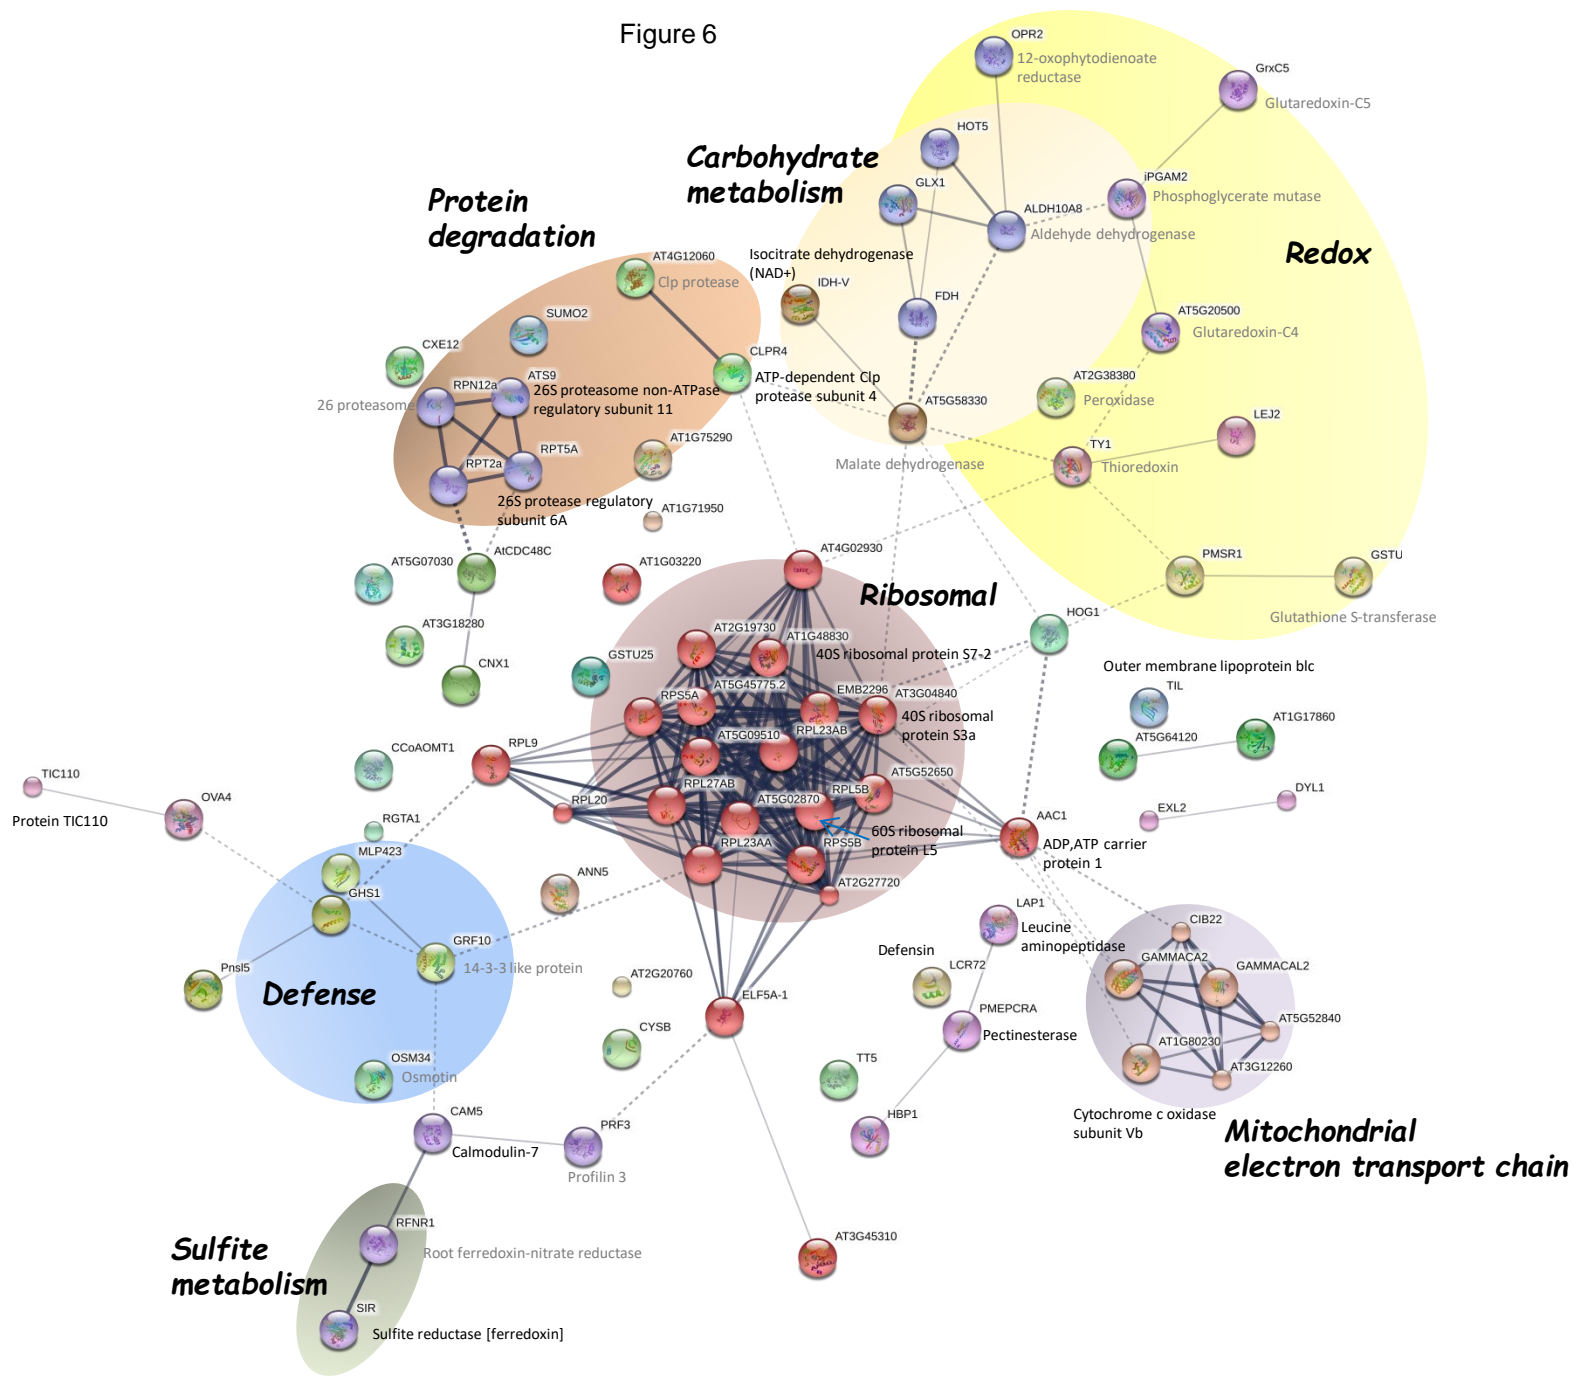 Figure 6
OPR2
12-oxophytodienoate
reductase
GrxC5
Glutaredoxin-C5
HOT5
Carbohydrate
metabolism
GLX1
iPGAM2
Phosphoglycerate mutase
ALDH10A8
Aldehyde dehydrogenase
Protein
degradation
Redox
AT4G12060
Clp protease
Isocitrate dehydrogenase
(NAD+)
IDH-V
FDH
AT5G20500
Glutaredoxin-C4
SUMO2
CXE12
CLPR4
ATP-dependent Clp
protease subunit 4
RPN12a
ATS9
26S proteasome non-ATPase
regulatory subunit 11
26 proteasome
AT2G38380
Peroxidase
AT5G58330
Malate dehydrogenase
LEJ2
TY1
Thioredoxin
AT1G75290
RPT2a
RPT5A
26S protease regulatory
subunit 6A
AT1G71950
AtCDC48C
AT5G07030
AT1G03220
AT4G02930
PMSR1
GSTU
Glutathione S-transferase
Ribosomal
HOG1
AT3G18280
AT2G19730
AT1G48830
40S ribosomal protein S7-2
CNX1
GSTU25
Outer membrane lipoprotein blc
TIL
RPS5A
AT5G45775.2
EMB2296
AT3G04840
40S ribosomal
protein S3a
AT1G17860
AT5G64120
AT5G09510
RPL23AB
CCoAOMT1
RPL9
TIC110
Protein TIC110
OVA4
RPL27AB
RPL5B
AT5G52650
DYL1
EXL2
RPL20
AT5G02870
RGTA1
AAC1
ADP,ATP carrier
protein 1
60S ribosomal
protein L5
RPL23AA
RPS5B
MLP423
GHS1
ANN5
AT2G27720
LAP1
Leucine
aminopeptidase
CIB22
GRF10
14-3-3 like protein
Defensin
LCR72
GAMMACA2
GAMMACAL2
Pnsl5
Defense
AT2G20760
ELF5A-1
PMEPCRA
Pectinesterase
AT5G52840
CYSB
AT1G80230
AT3G12260
OSM34
Osmotin
TT5
CAM5
Calmodulin-7
PRF3
Profilin 3
HBP1
Cytochrome c oxidase
subunit Vb
Mitochondrial
electron transport chain
RFNR1
Root ferredoxin-nitrate reductase
Sulfite
metabolism
AT3G45310
SIR
Sulfite reductase [ferredoxin]